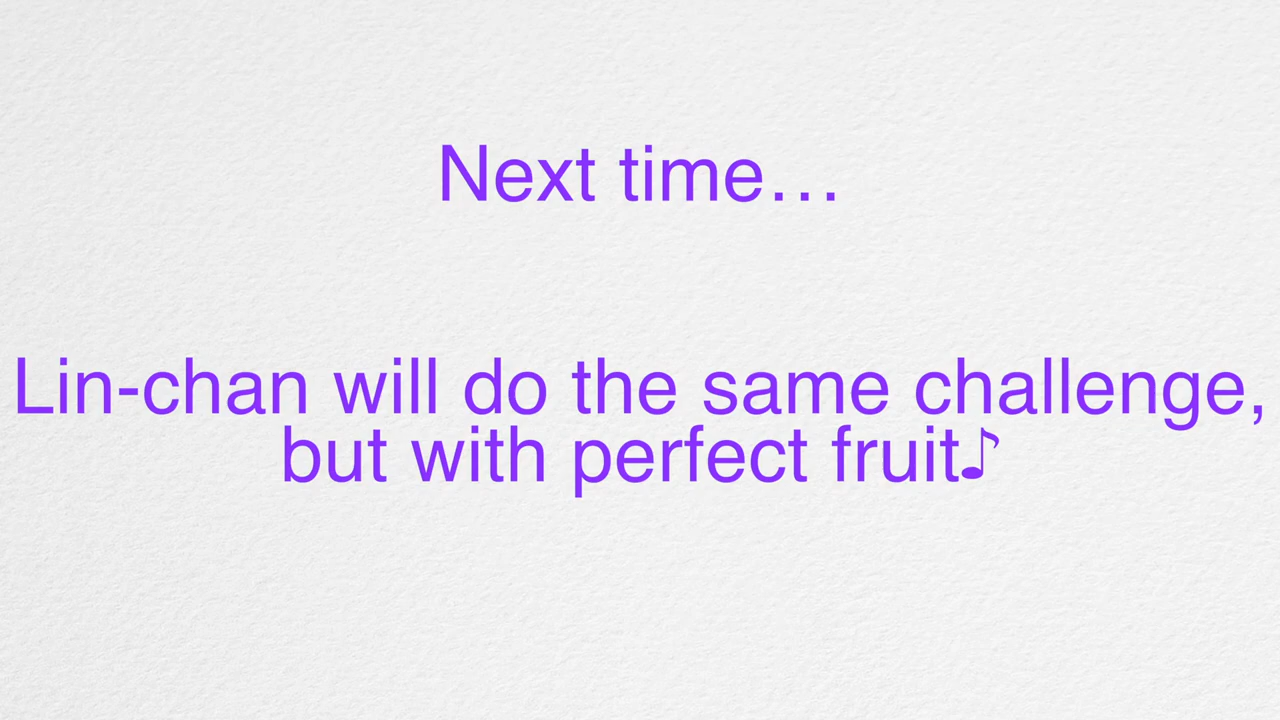 Next time…
Lin-chan will do the same challenge,
but with perfect fruit♪